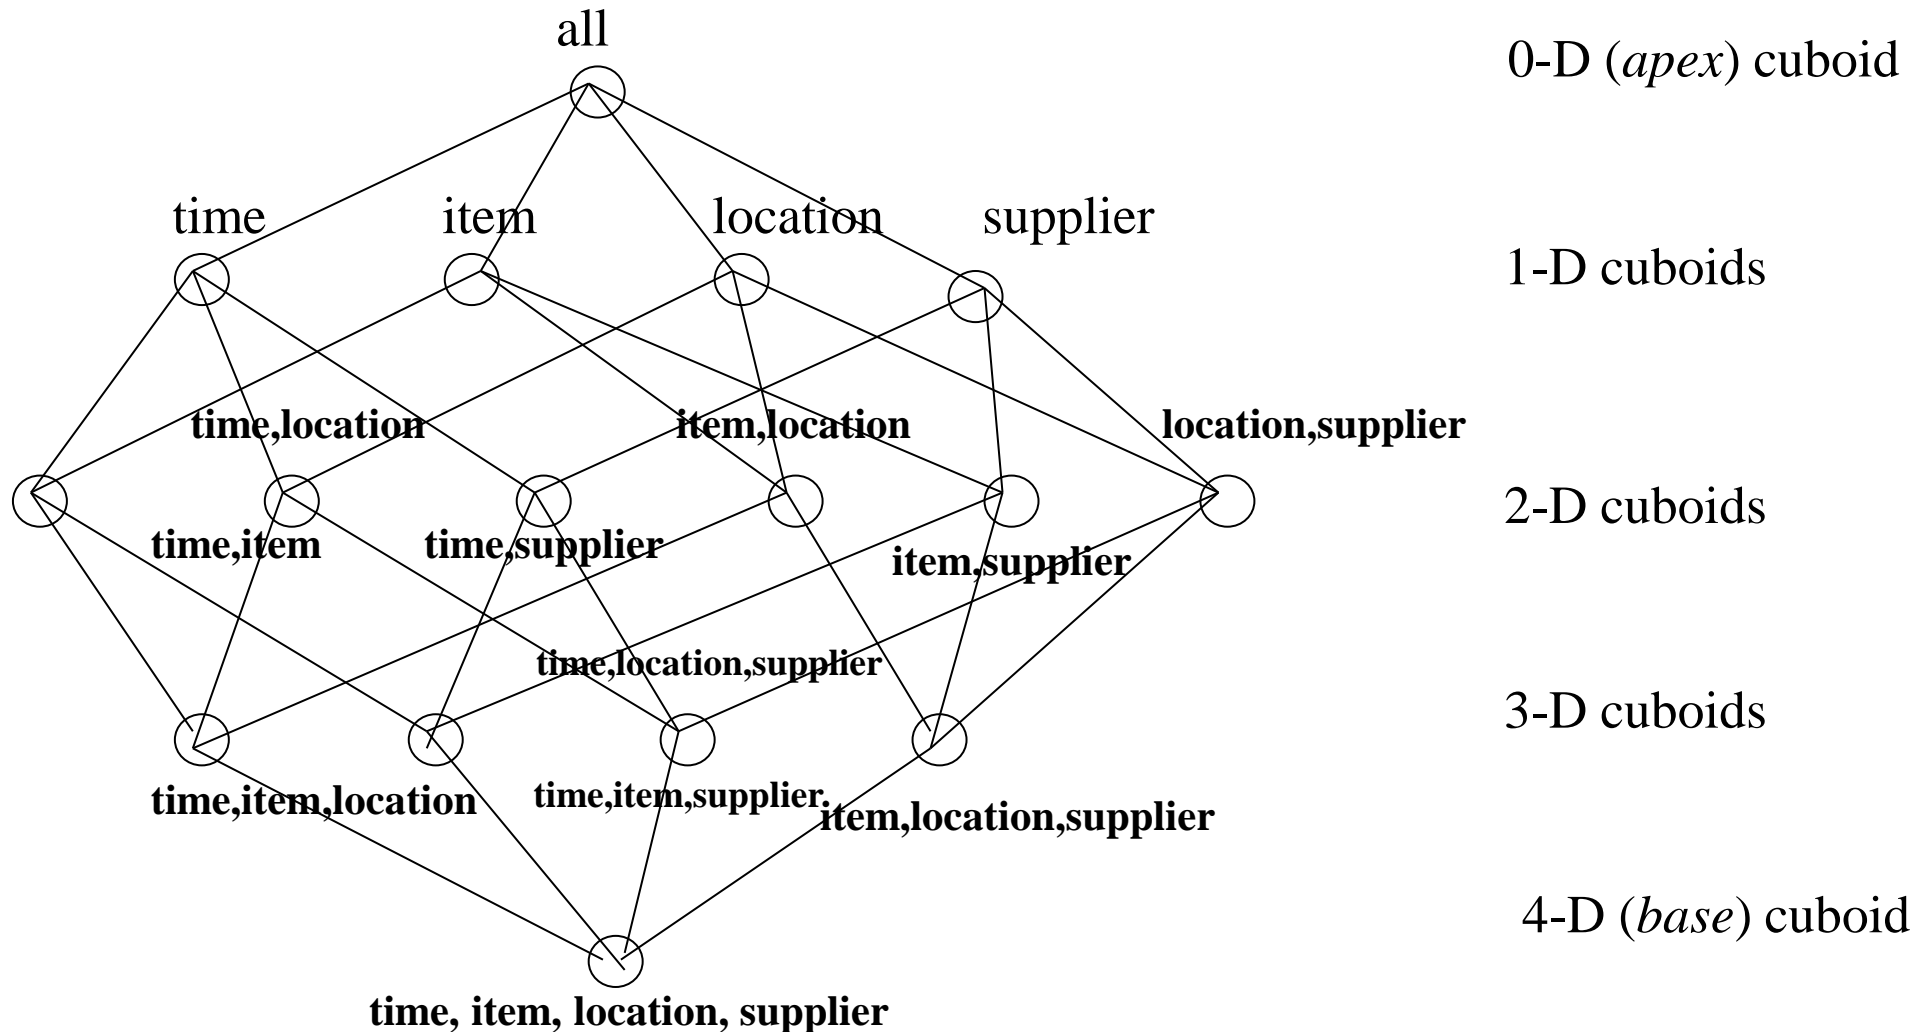 all
0-D (apex) cuboid
time
item
location
supplier
1-D cuboids
time,location
item,location
location,supplier
2-D cuboids
time,item
time,supplier
item,supplier
time,location,supplier
3-D cuboids
time,item,location
time,item,supplier
item,location,supplier
4-D (base) cuboid
time, item, location, supplier